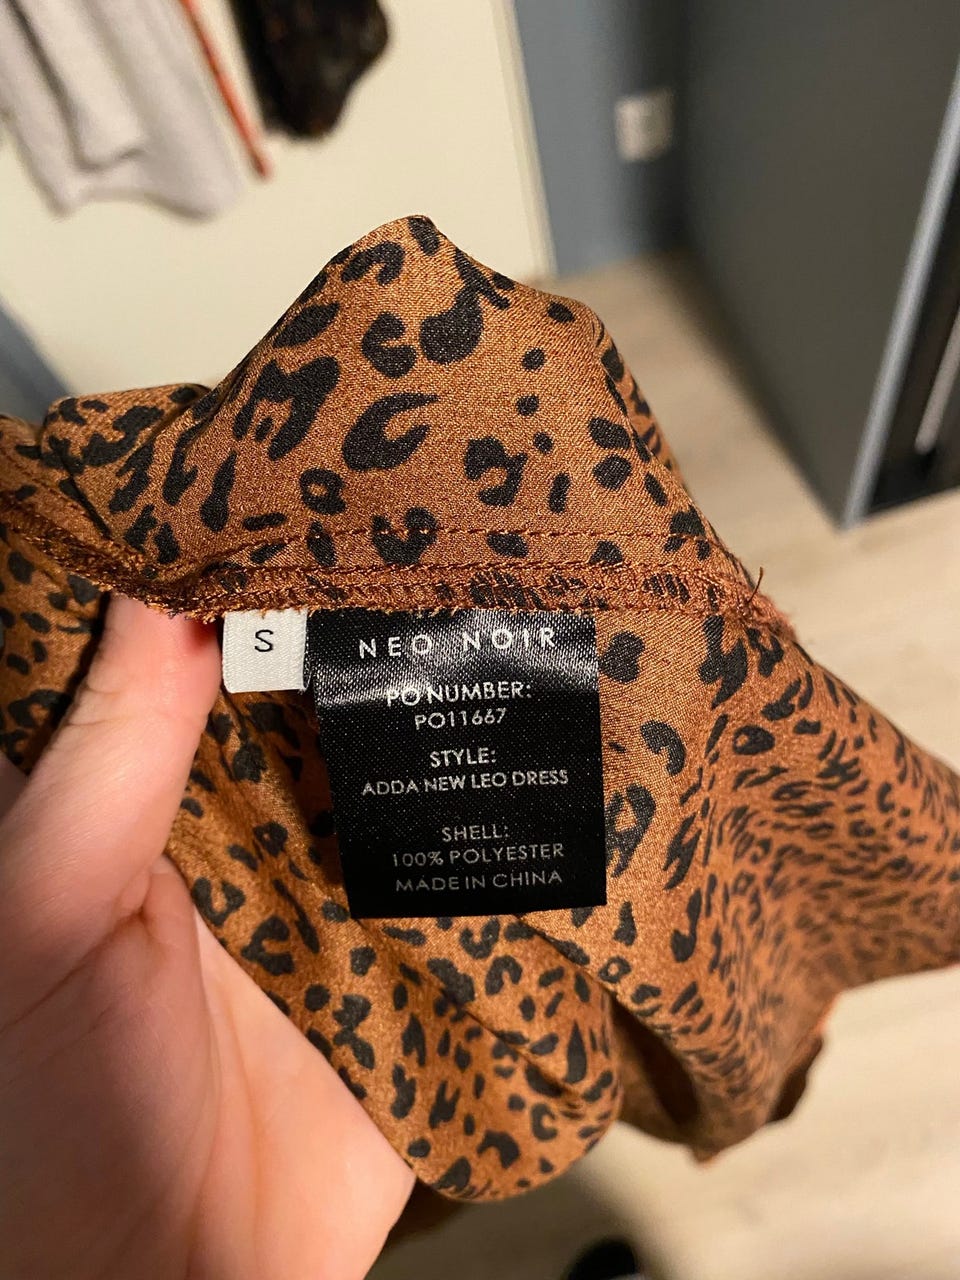 S
NEO NOIR
PO NUMBER:
PO11667
STYLE:
ADDA NEW LEO DRESS
SHELL:
100% POLYESTER
MADE IN CHINA